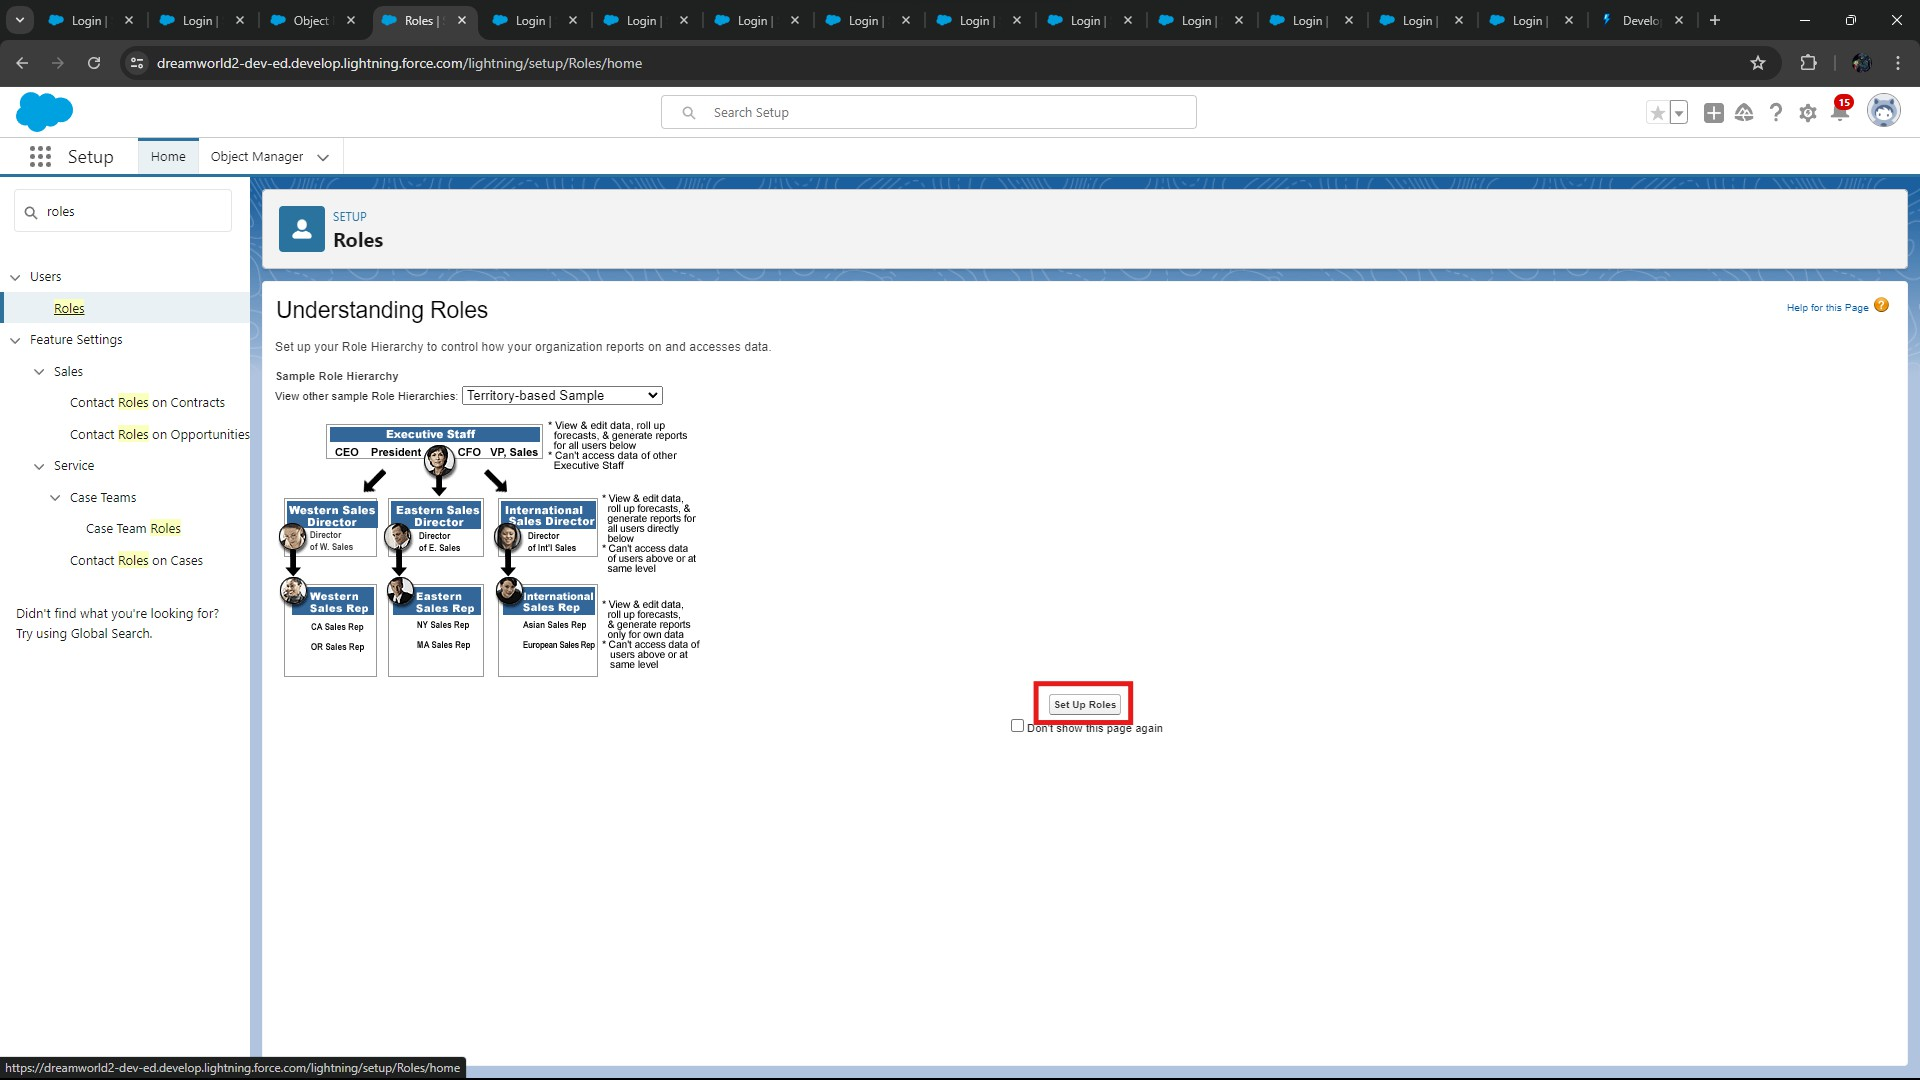 Login |
Login |
Object
Roles |
Login |
Login |
Login |
Login |
Login |
Login |
Login |
Login |
Login |
Login |
Develo
dreamworld2-dev-ed.develop.lightning.force.com/lightning/setup/Roles/home
Search Setup
15
Setup
Home
Object Manager
roles
SETUP
Roles
Users
Roles
Feature Settings
Sales
Contact Roles on Contracts
Contact Roles on Opportunities
Service
Case Teams
Case Team Roles
Contact Roles on Cases
Didn't find what you're looking for?
Try using Global Search.
Understanding Roles
Help for this Page ?
Set up your Role Hierarchy to control how your organization reports on and accesses data.
Sample Role Hierarchy
View other sample Role Hierarchies: Territory-based Sample
Executive Staff
CEO President CFO VP, Sales
* View & edit data, roll up
forecasts, & generate reports
for all users below
* Can't access data of other
Executive Staff
Western Sales
Director
Director
of W. Sales
Eastern Sales
Director
Director
of E. Sales
International
Sales Director
Director
of Int'l Sales
* View & edit data,
roll up forecasts, &
generate reports for
all users directly
below
* Can't access data
of users above or at
same level
Western
Sales Rep
CA Sales Rep
OR Sales Rep
Eastern
Sales Rep
NY Sales Rep
MA Sales Rep
International
Sales Rep
Asian Sales Rep
European Sales Rep
* View & edit data,
roll up forecasts,
& generate reports
only for own data
* Can't access data of
users above or at
same level
Set Up Roles
Don't show this page again
https://dreamworld2-dev-ed.develop.lightning.force.com/lightning/setup/Roles/home